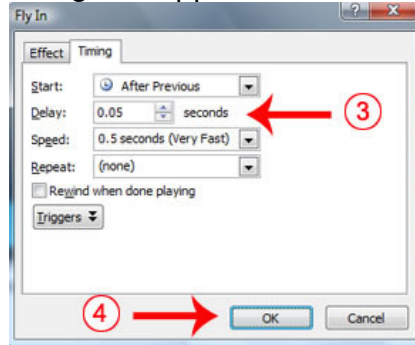 Fly In
Effect Timing
Start: After Previous
Delay: 0.05 seconds
3
Speed: 0.5 seconds (Very Fast)
Repeat: (none)
Rewind when done playing
Triggers
4
OK Cancel